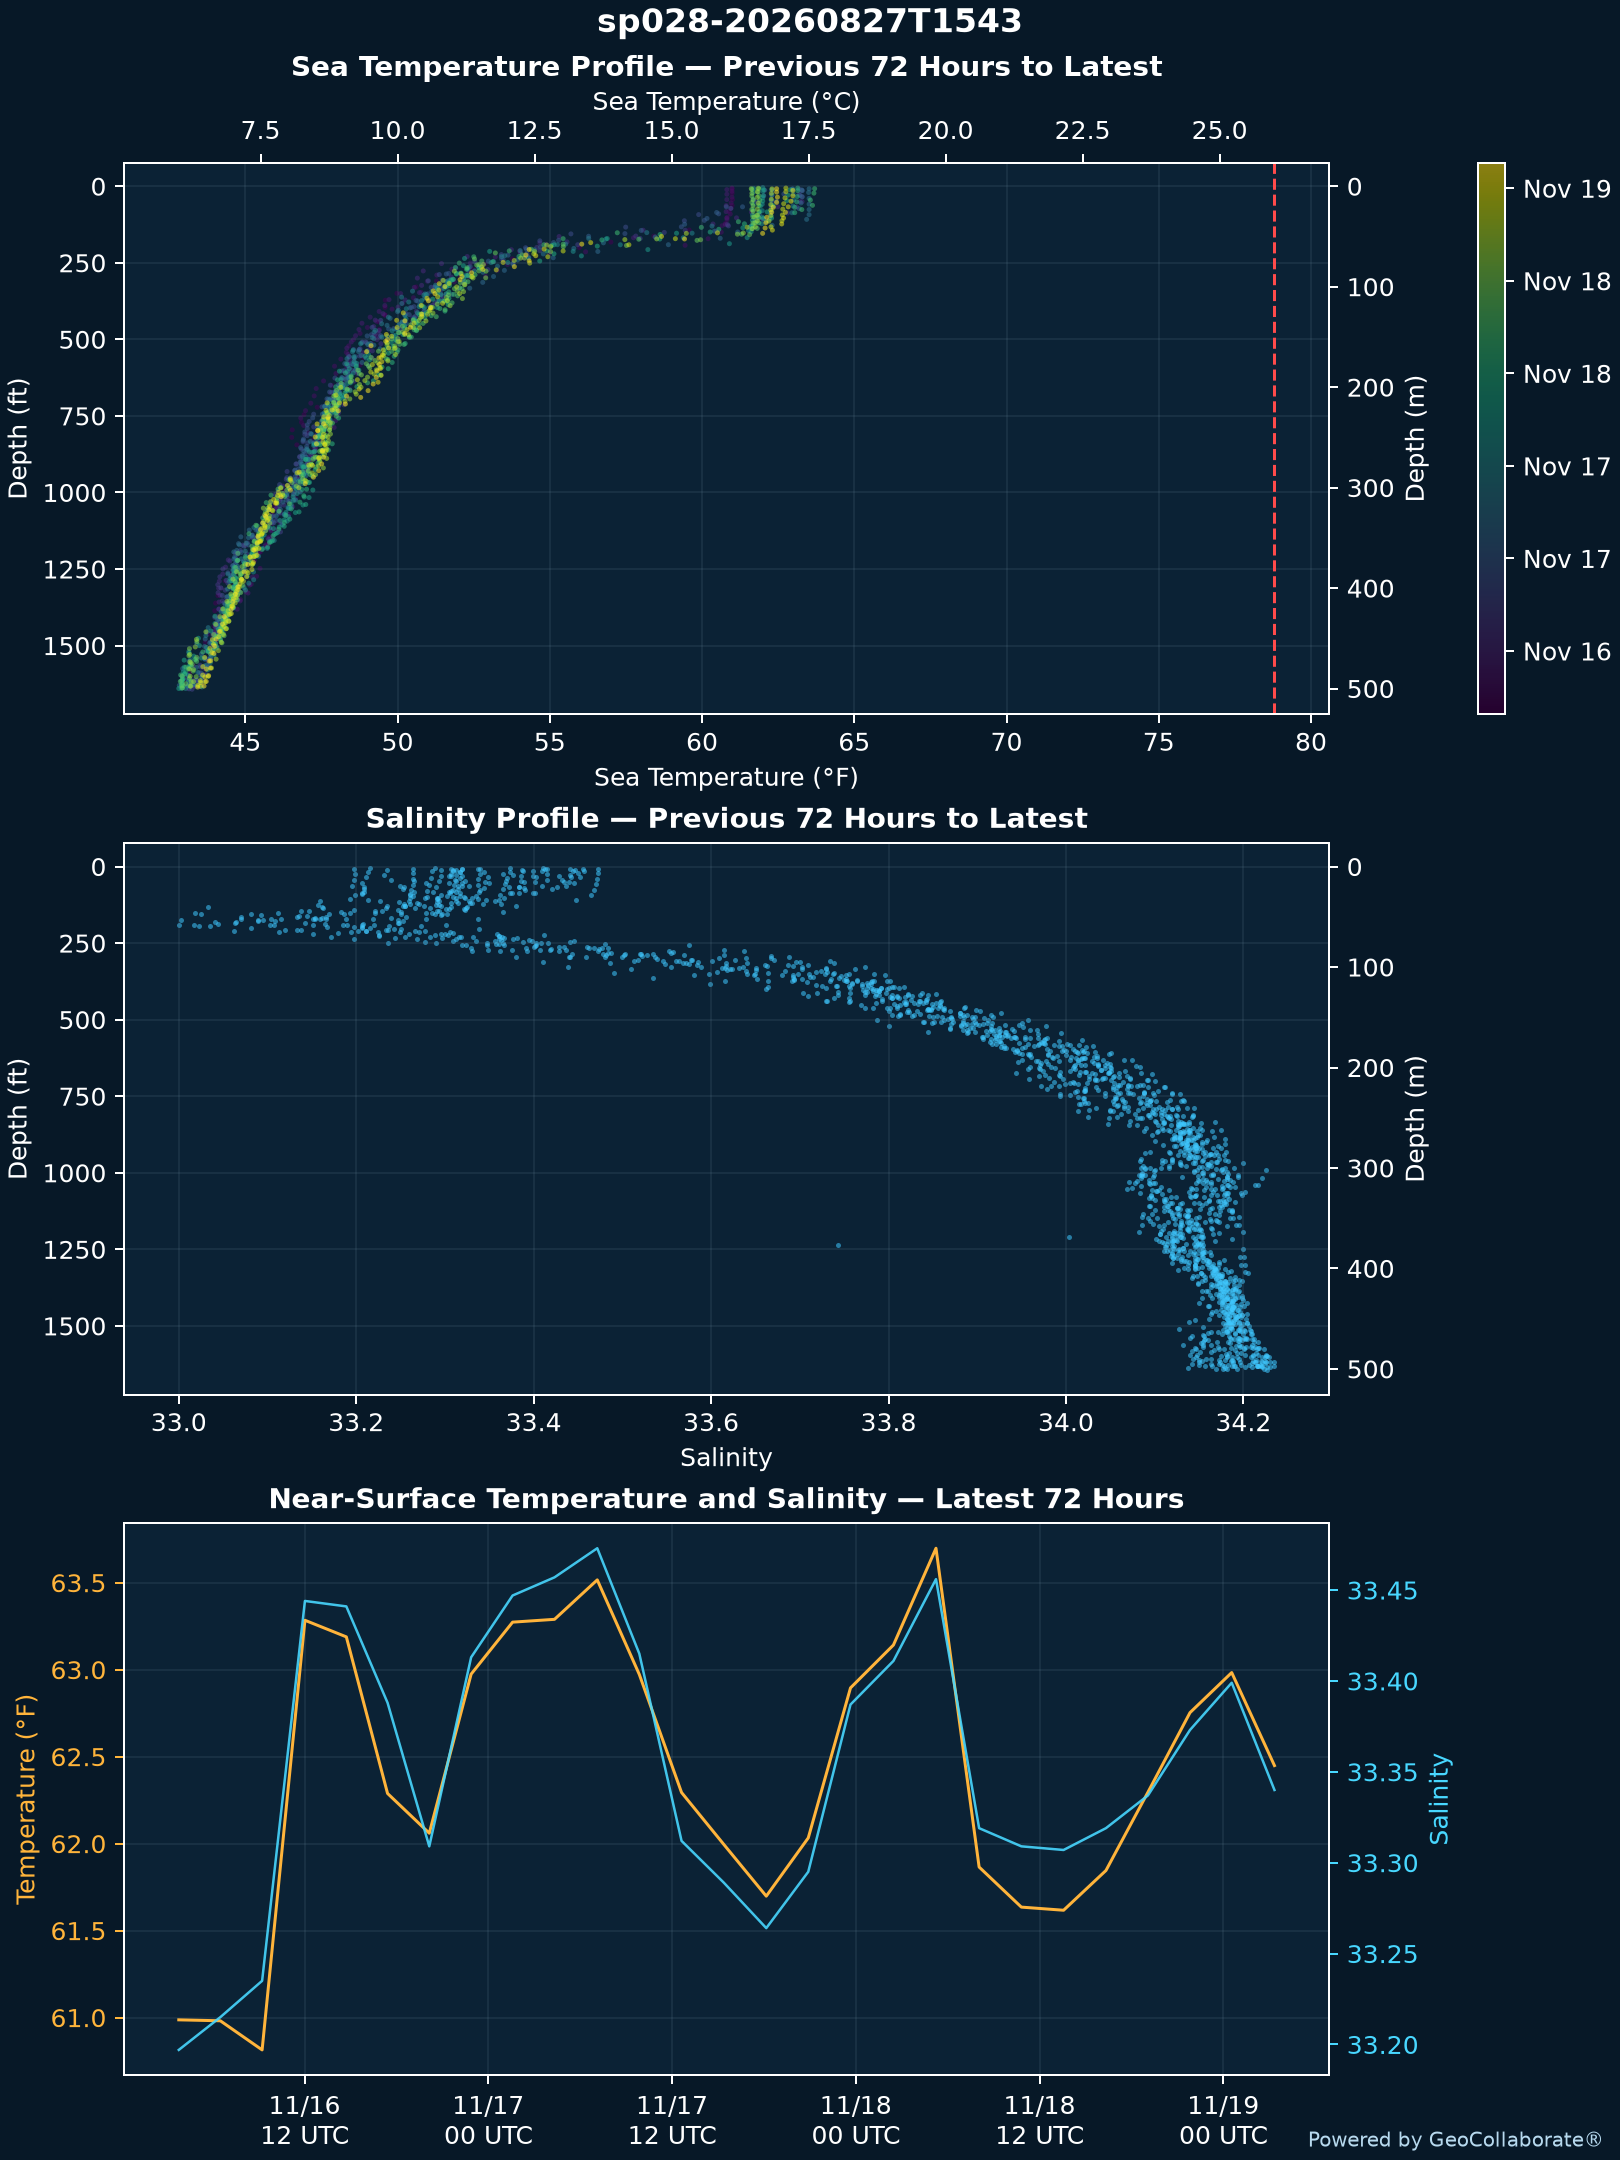 sp028-20260827T1543
Sea Temperature Profile — Previous 72 Hours to Latest
Sea Temperature (°C)
7.5 10.0 12.5 15.0 17.5 20.0 22.5 25.0
0
250
500
750
1000
1250
1500
Depth (ft)
0
100
200
300
400
500
Depth (m)
Nov 19
Nov 18
Nov 18
Nov 17
Nov 17
Nov 16
45 50 55 60 65 70 75 80
Sea Temperature (°F)
Salinity Profile — Previous 72 Hours to Latest
0
250
500
750
1000
1250
1500
Depth (ft)
0
100
200
300
400
500
Depth (m)
33.0 33.2 33.4 33.6 33.8 34.0 34.2
Salinity
Near-Surface Temperature and Salinity — Latest 72 Hours
63.5
63.0
62.5
62.0
61.5
61.0
Temperature (°F)
33.45
33.40
33.35
33.30
33.25
33.20
Salinity
11/16 11/17 11/17 11/18 11/18 11/19
12 UTC 00 UTC 12 UTC 00 UTC 12 UTC 00 UTC
Powered by GeoCollaborate®